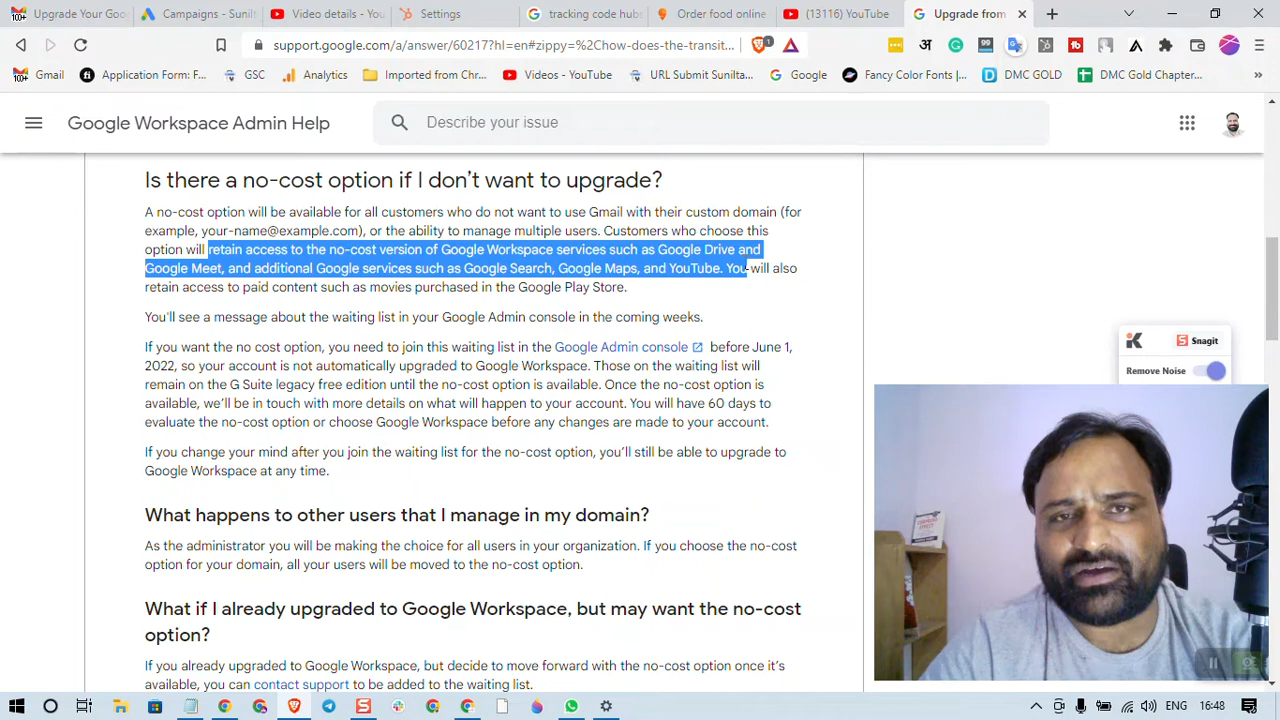 Upgrade Your Goo
Campaigns - Sunils
Video details - You
Settings
tracking code hubs
Order food online
(13116) YouTube
Upgrade from
support.google.com/a/answer/60217?hl=en#zippy=%2Chow-does-the-transit...
Gmail
Application Form: F...
GSC
Analytics
Imported from Chr...
Videos - YouTube
URL Submit Sunilta...
Google
Fancy Color Fonts |...
DMC GOLD
DMC Gold Chapter...
Google Workspace Admin Help
Describe your issue
Is there a no-cost option if I don't want to upgrade?
A no-cost option will be available for all customers who do not want to use Gmail with their custom domain (for
example, your-name@example.com), or the ability to manage multiple users. Customers who choose this
option will retain access to the no-cost version of Google Workspace services such as Google Drive and
Google Meet, and additional Google services such as Google Search, Google Maps, and YouTube. You will also
retain access to paid content such as movies purchased in the Google Play Store.
You'll see a message about the waiting list in your Google Admin console in the coming weeks.
If you want the no cost option, you need to join this waiting list in the Google Admin console before June 1,
2022, so your account is not automatically upgraded to Google Workspace. Those on the waiting list will
remain on the G Suite legacy free edition until the no-cost option is available. Once the no-cost option is
available, we'll be in touch with more details on what will happen to your account. You will have 60 days to
evaluate the no-cost option or choose Google Workspace before any changes are made to your account.
If you change your mind after you join the waiting list for the no-cost option, you'll still be able to upgrade to
Google Workspace at any time.
What happens to other users that I manage in my domain?
As the administrator you will be making the choice for all users in your organization. If you choose the no-cost
option for your domain, all your users will be moved to the no-cost option.
What if I already upgraded to Google Workspace, but may want the no-cost
option?
If you already upgraded to Google Workspace, but decide to move forward with the no-cost option once it's
available, you can contact support to be added to the waiting list.
Snagit
Remove Noise
ENG
16:48